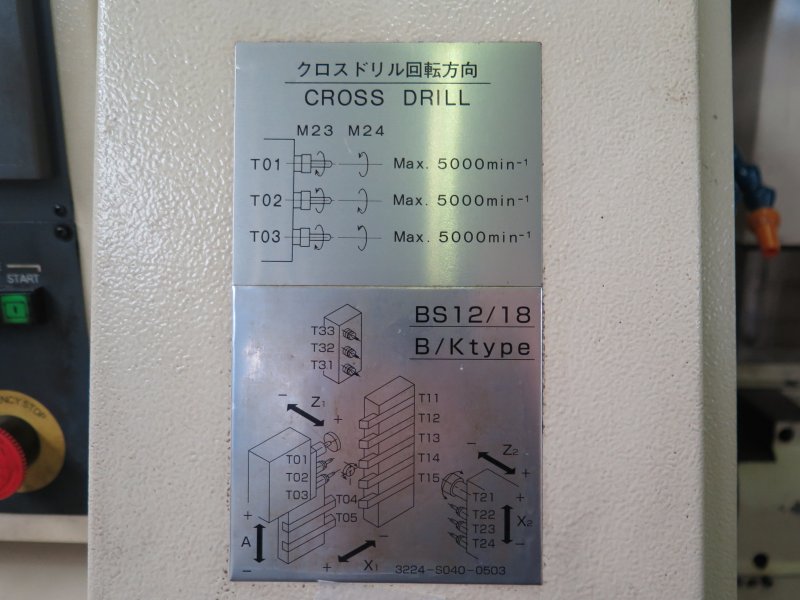 クロスドリル回転方向
CROSS DRILL
M23 M24
T01 Max. 5000min⁻¹
T02 Max. 5000min⁻¹
T03 Max. 5000min⁻¹
START
BS12/18
B/Ktype
T33
T32
T31
T11
T12
T13
T14
T15
− Z₁ +
T01
T02
T03
T04
T05
− Z₂ +
T21
T22
T23
T24
+ X₂ −
+ A −
+ X₁ −
3224-S040-0503
NCY STOP